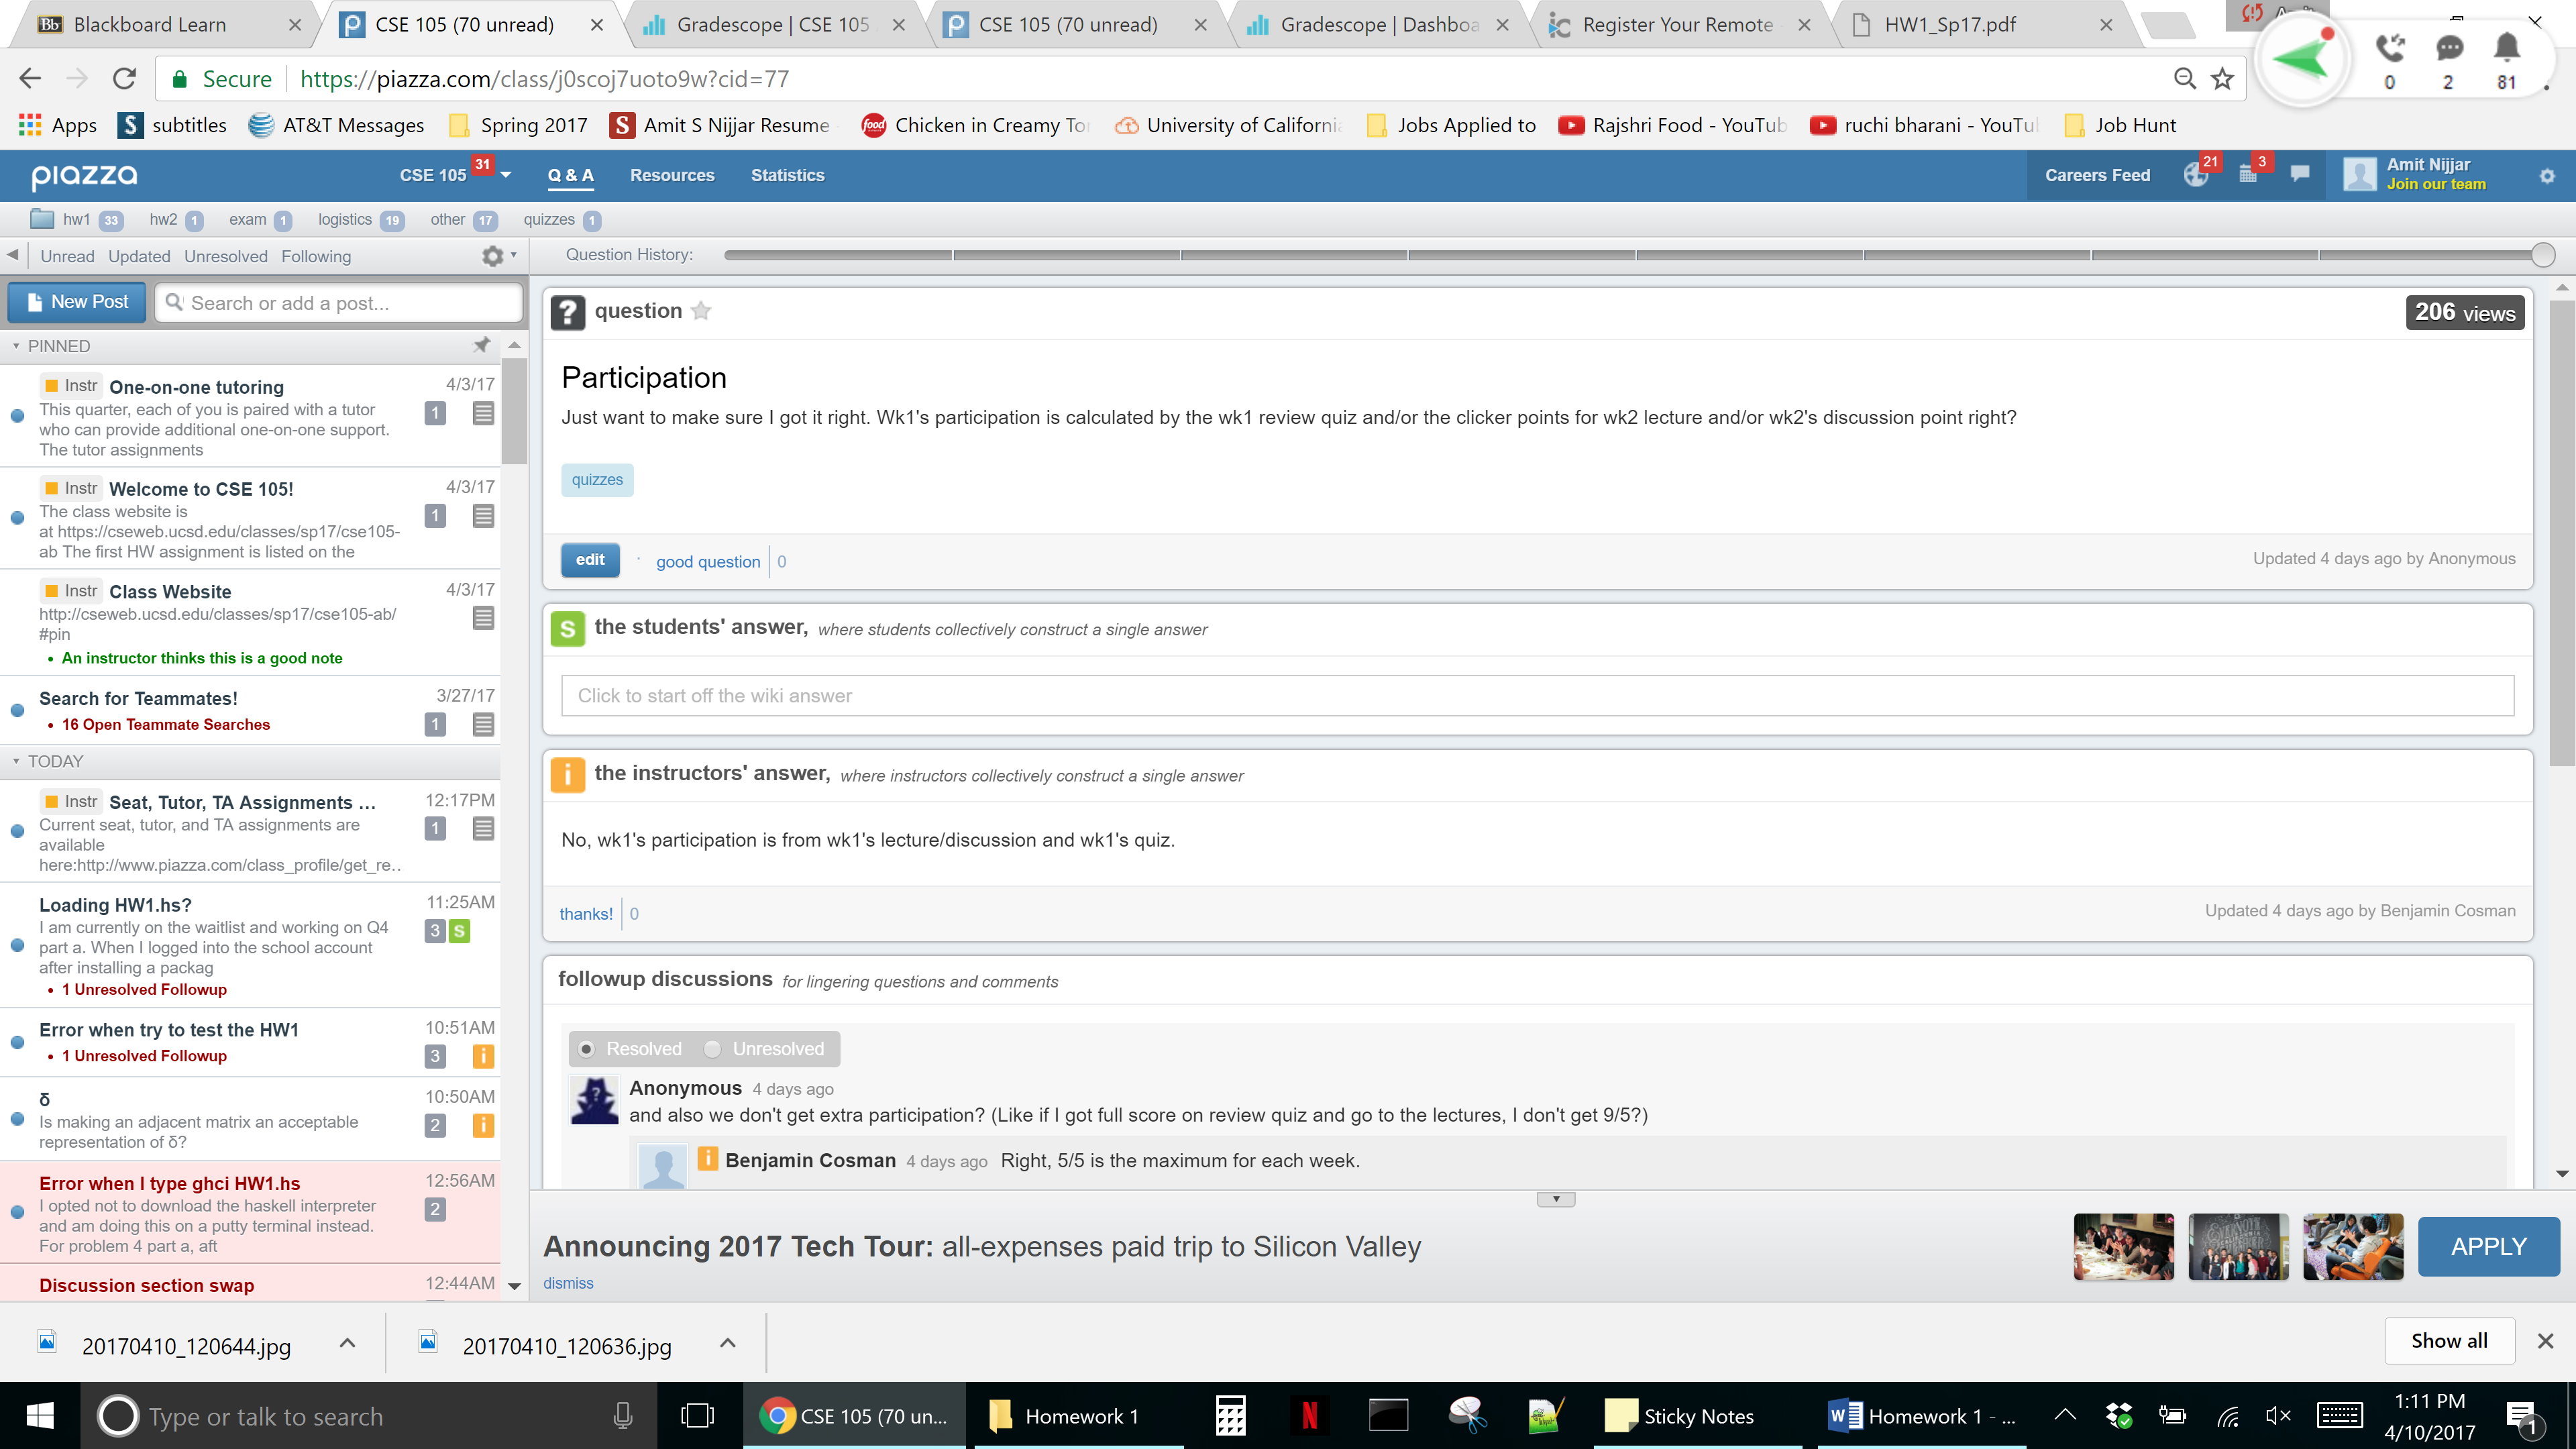 Blackboard Learn
CSE 105 (70 unread)
Gradescope | CSE 105
CSE 105 (70 unread)
Gradescope | Dashboa
Register Your Remote
HW1_Sp17.pdf
Secure
https://piazza.com/class/j0scoj7uoto9w?cid=77
0
2
81
Apps
subtitles
AT&T Messages
Spring 2017
Amit S Nijjar Resume
Chicken in Creamy To
University of California
Jobs Applied to
Rajshri Food - YouTub
ruchi bharani - YouTu
Job Hunt
piazza
CSE 105
31
Q & A
Resources
Statistics
Careers Feed
21
3
Amit Nijjar
Join our team
hw1 33
hw2 1
exam 1
logistics 19
other 17
quizzes 1
Unread Updated Unresolved Following
Question History:
New Post
Search or add a post...
PINNED
Instr One-on-one tutoring 4/3/17
This quarter, each of you is paired with a tutor 1
who can provide additional one-on-one support.
The tutor assignments
Instr Welcome to CSE 105! 4/3/17
The class website is 1
at https://cseweb.ucsd.edu/classes/sp17/cse105-
ab The first HW assignment is listed on the
Instr Class Website 4/3/17
http://cseweb.ucsd.edu/classes/sp17/cse105-ab/
#pin
• An instructor thinks this is a good note
Search for Teammates! 3/27/17
• 16 Open Teammate Searches 1
TODAY
Instr Seat, Tutor, TA Assignments ... 12:17PM
Current seat, tutor, and TA assignments are 1
available
here:http://www.piazza.com/class_profile/get_re..
Loading HW1.hs? 11:25AM
I am currently on the waitlist and working on Q4 3 S
part a. When I logged into the school account
after installing a packag
• 1 Unresolved Followup
Error when try to test the HW1 10:51AM
• 1 Unresolved Followup 3 i
δ 10:50AM
Is making an adjacent matrix an acceptable 2 i
representation of δ?
Error when I type ghci HW1.hs 12:56AM
I opted not to download the haskell interpreter 2
and am doing this on a putty terminal instead.
For problem 4 part a, aft
Discussion section swap 12:44AM
? question
206 views
Participation
Just want to make sure I got it right. Wk1's participation is calculated by the wk1 review quiz and/or the clicker points for wk2 lecture and/or wk2's discussion point right?
quizzes
edit · good question 0
Updated 4 days ago by Anonymous
S the students' answer, where students collectively construct a single answer
Click to start off the wiki answer
i the instructors' answer, where instructors collectively construct a single answer
No, wk1's participation is from wk1's lecture/discussion and wk1's quiz.
thanks! 0
Updated 4 days ago by Benjamin Cosman
followup discussions for lingering questions and comments
Resolved Unresolved
Anonymous 4 days ago
and also we don't get extra participation? (Like if I got full score on review quiz and go to the lectures, I don't get 9/5?)
i Benjamin Cosman 4 days ago Right, 5/5 is the maximum for each week.
Announcing 2017 Tech Tour: all-expenses paid trip to Silicon Valley
dismiss
APPLY
20170410_120644.jpg
20170410_120636.jpg
Show all
Type or talk to search
CSE 105 (70 un...
Homework 1
Sticky Notes
Homework 1 - ...
1:11 PM
4/10/2017
1